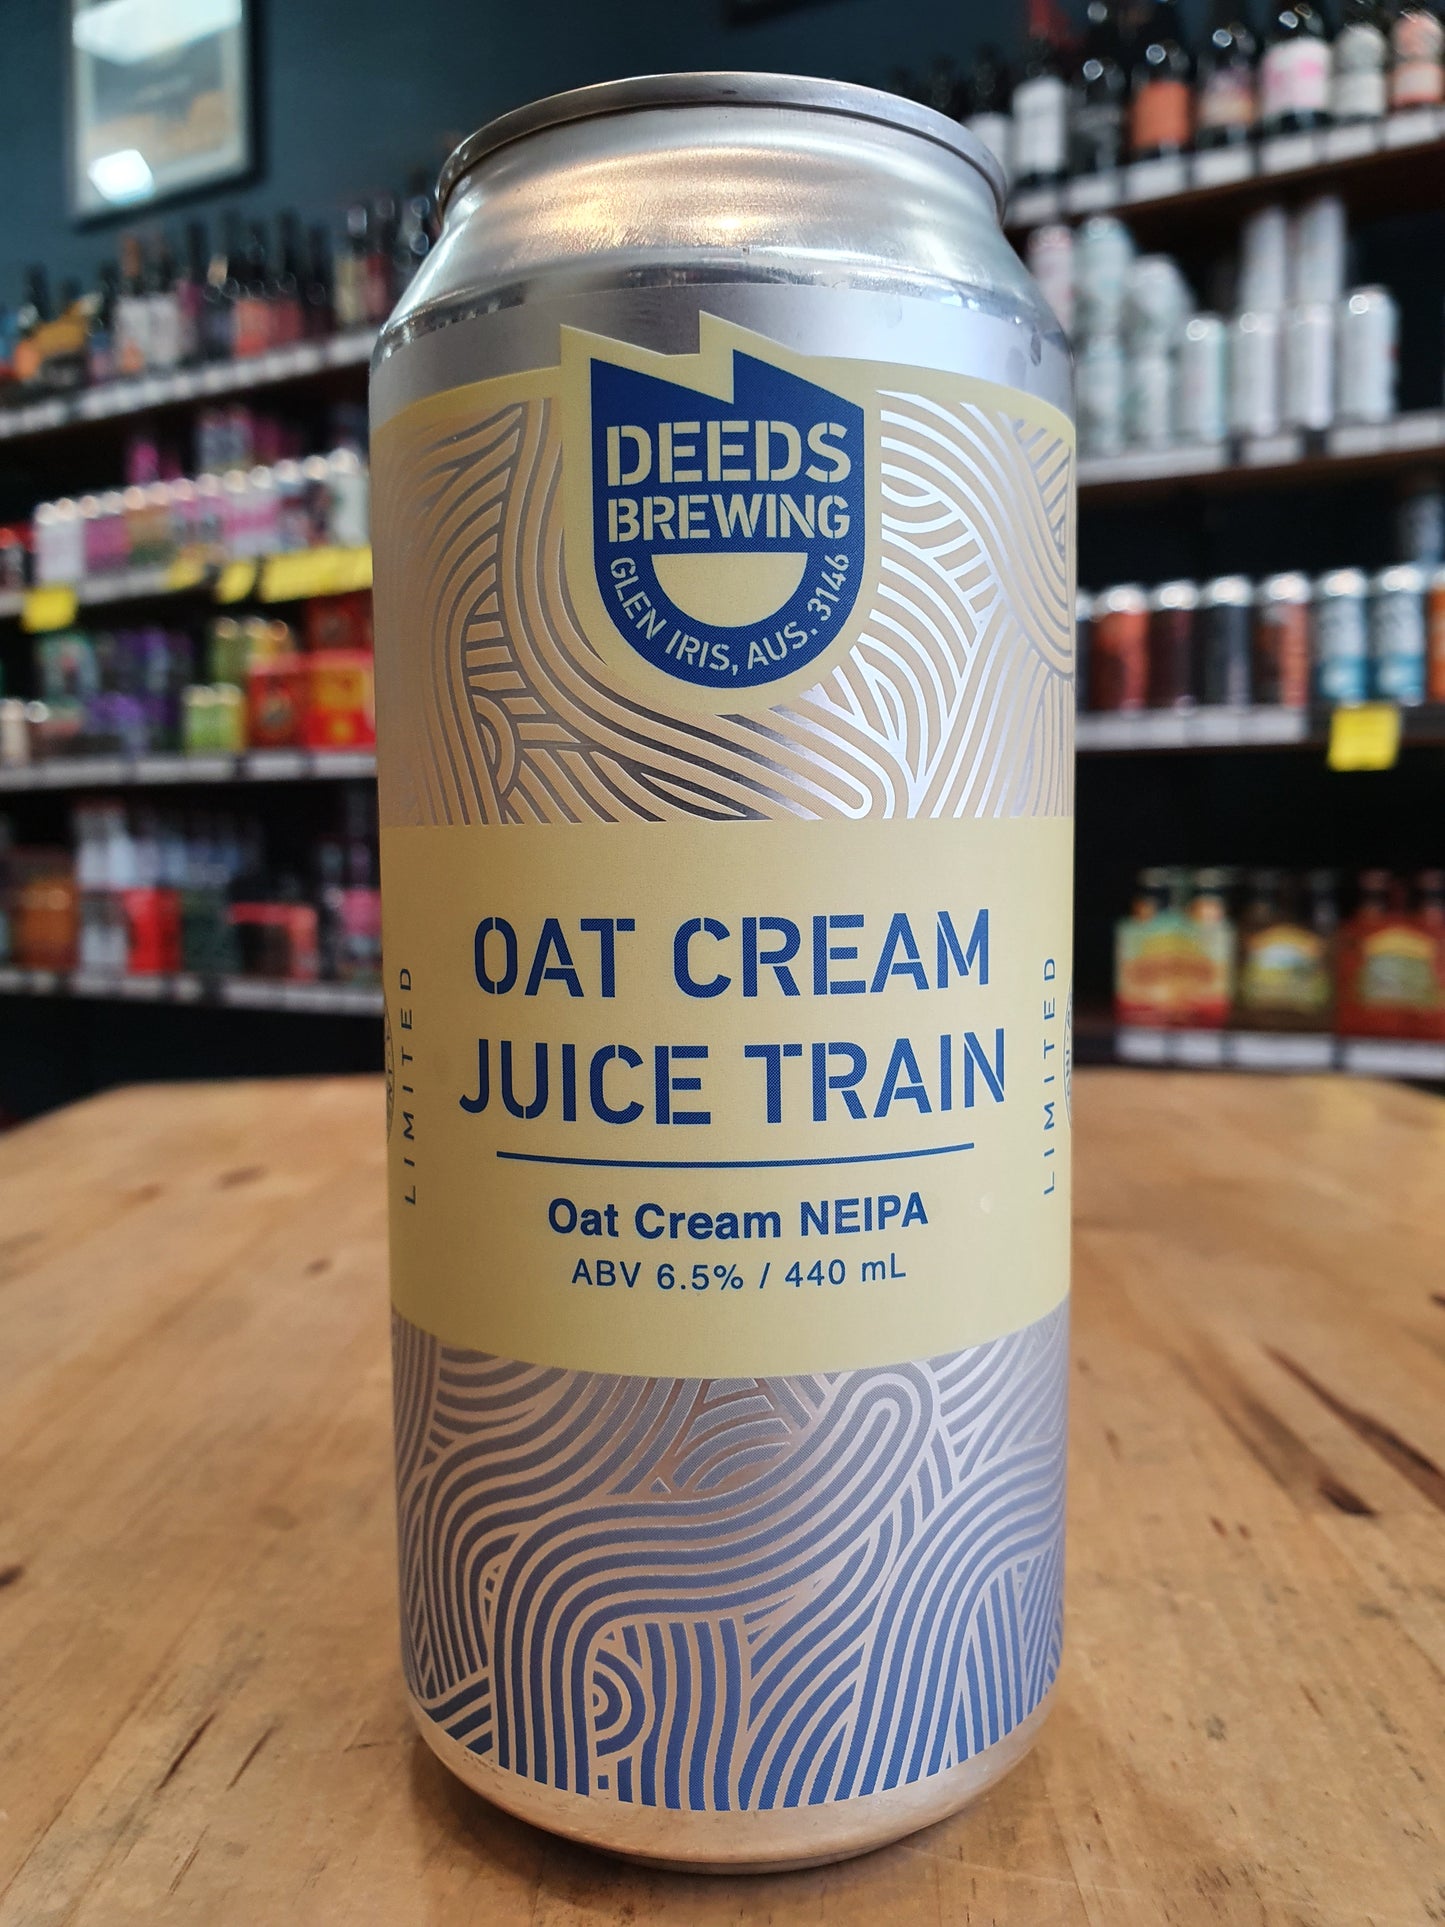 DEEDS
BREWING
GLEN IRIS, AUS. 3146
OAT CREAM
JUICE TRAIN
LIMITED
LIMITED
Oat Cream NEIPA
ABV 6.5% / 440 mL